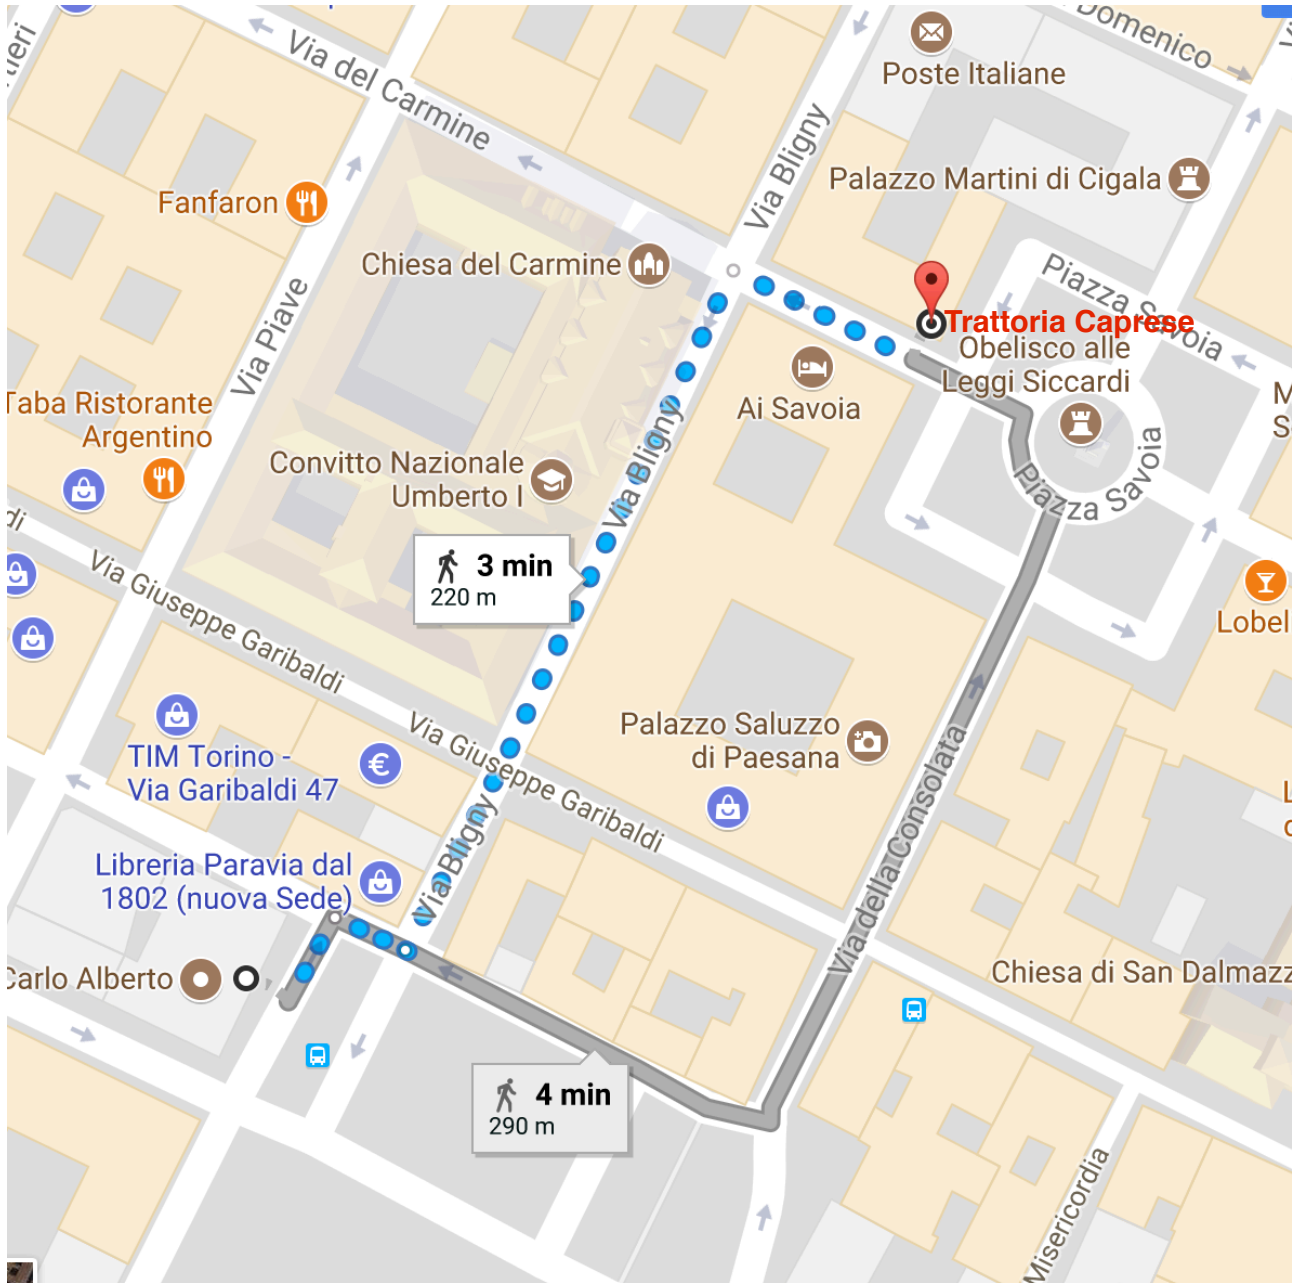 Domenico
Poste Italiane
Via del Carmine
Via Bligny
Palazzo Martini di Cigala
Fanfaron
Chiesa del Carmine
Piazza Savoia
Trattoria Caprese
Obelisco alle
Leggi Siccardi
Via Piave
Ai Savoia
Taba Ristorante
Argentino
Convitto Nazionale
Umberto I
Via Bligny
Piazza Savoia
di
3 min
220 m
Via Giuseppe Garibaldi
Lobel
Via Giuseppe Garibaldi
Palazzo Saluzzo
di Paesana
TIM Torino -
Via Garibaldi 47
€
Via Bligny
Via della Consolata
Libreria Paravia dal
1802 (nuova Sede)
Carlo Alberto
Chiesa di San Dalmazz
4 min
290 m
Misericordia